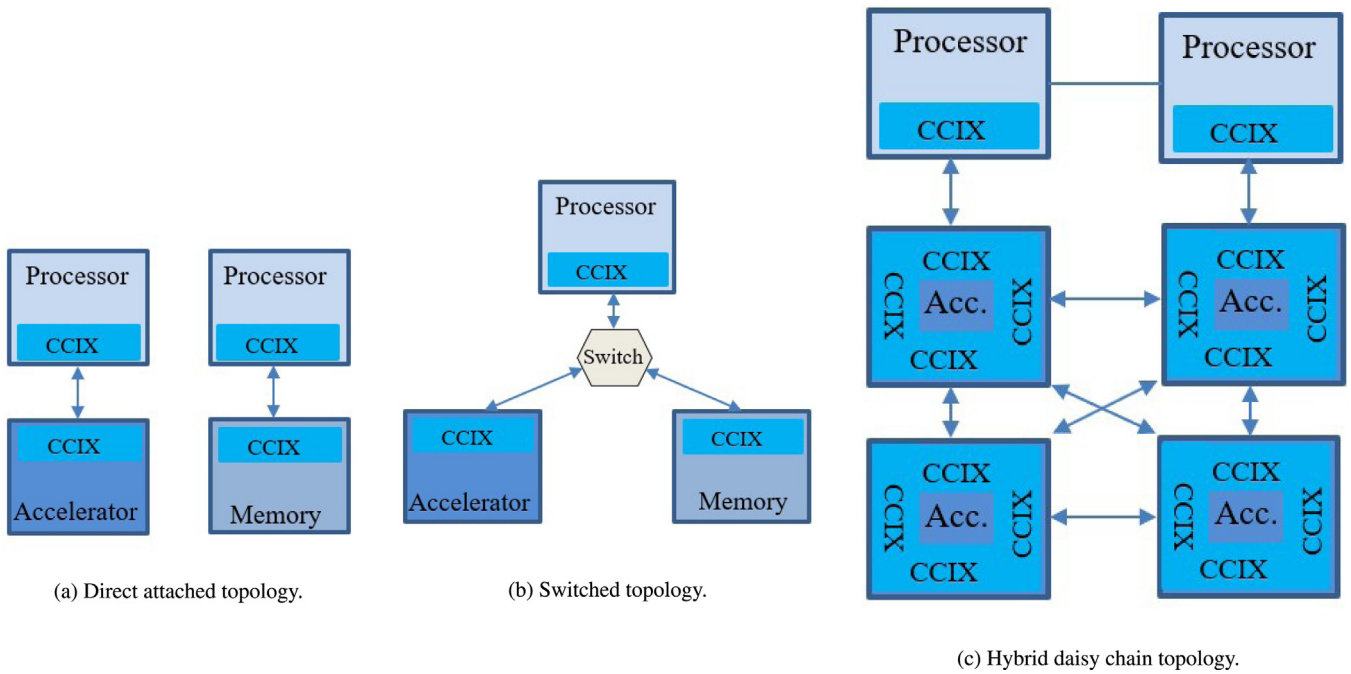 Processor
CCIX
CCIX
Accelerator
Processor
CCIX
CCIX
Memory
(a) Direct attached topology.
Processor
CCIX
Switch
CCIX
Accelerator
CCIX
Memory
(b) Switched topology.
Processor
CCIX
Processor
CCIX
CCIX
CCIX
Acc.
CCIX
CCIX
CCIX
CCIX
Acc.
CCIX
CCIX
CCIX
CCIX
Acc.
CCIX
CCIX
CCIX
CCIX
Acc.
CCIX
CCIX
(c) Hybrid daisy chain topology.